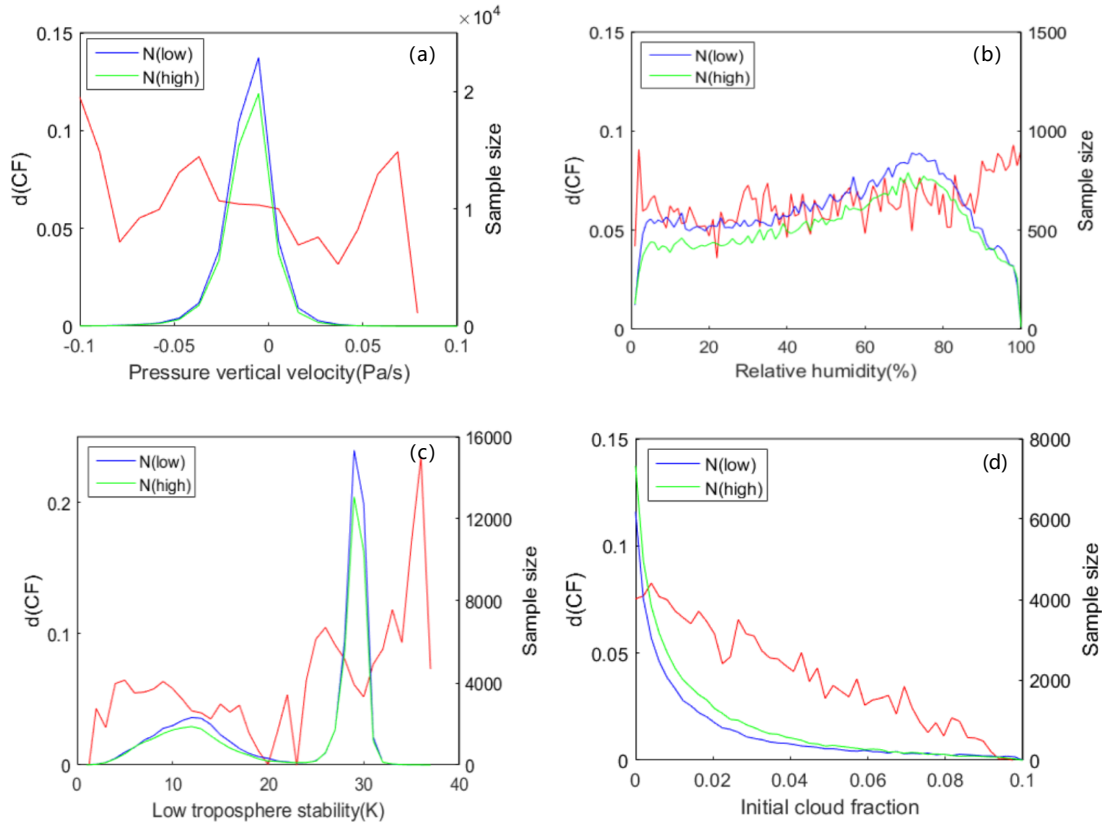 ×10⁴
0.15
N(low)
N(high)
(a)
2
0.1
d(CF)
Sample size
1
0.05
0
0
-0.1
-0.05
0
0.05
0.1
Pressure vertical velocity(Pa/s)
0.15
N(low)
N(high)
(b)
1500
0.1
1000
d(CF)
Sample size
0.05
500
0
0
0
20
40
60
80
100
Relative humidity(%)
N(low)
N(high)
(c)
16000
0.2
12000
d(CF)
Sample size
8000
0.1
4000
0
0
0
10
20
30
40
Low troposphere stability(K)
0.15
N(low)
N(high)
(d)
8000
0.1
6000
d(CF)
Sample size
4000
0.05
2000
0
0
0
0.02
0.04
0.06
0.08
0.1
Initial cloud fraction